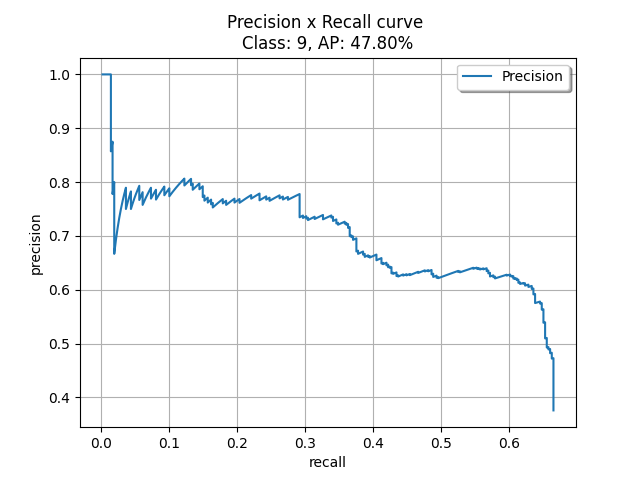 Precision x Recall curve
Class: 9, AP: 47.80%
Precision
1.0
0.9
0.8
0.7
0.6
0.5
0.4
precision
0.0 0.1 0.2 0.3 0.4 0.5 0.6
recall